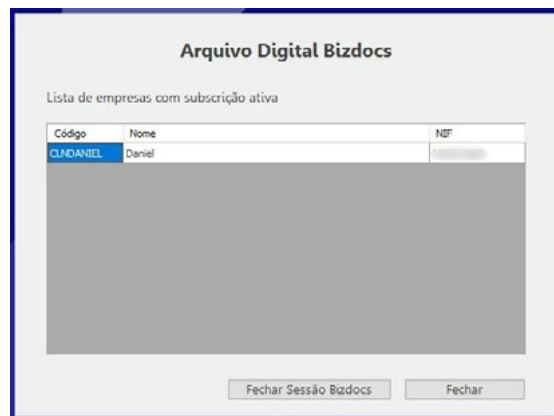 Arquivo Digital Bizdocs
Lista de empresas com subscrição ativa
Código Nome NIF
CLNDANIEL Daniel
Fechar Sessão Bizdocs Fechar